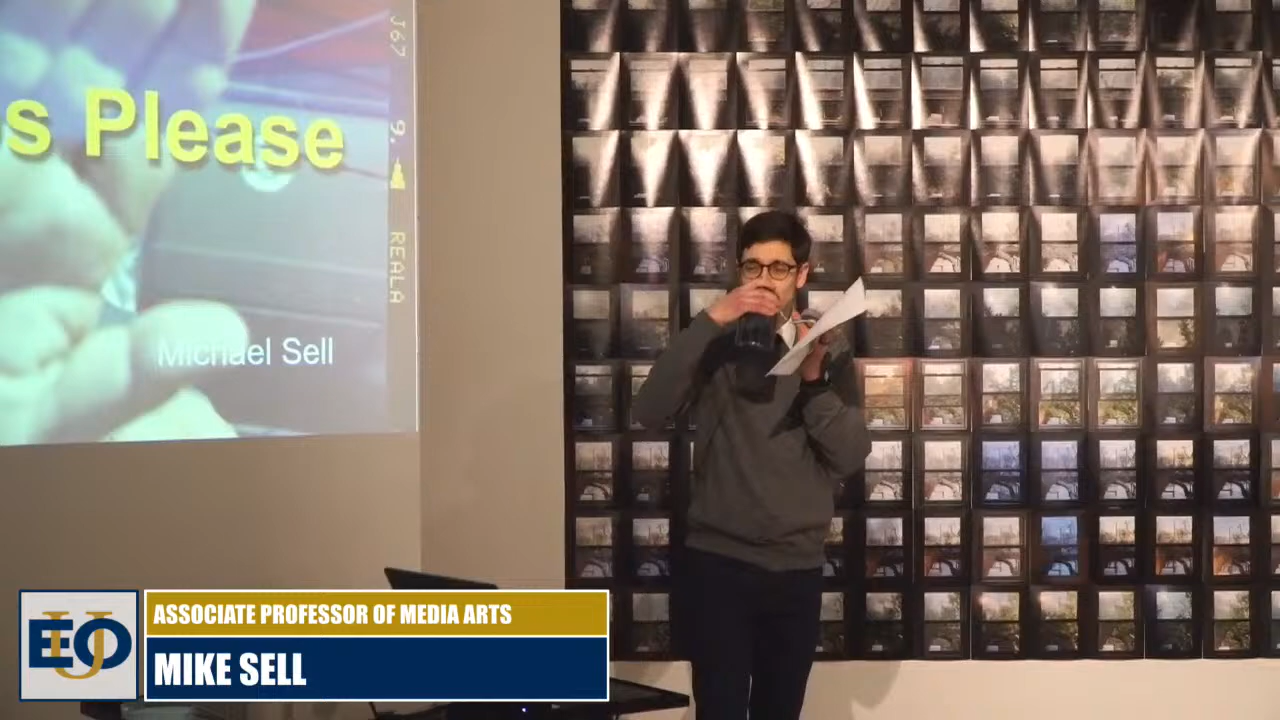 s Please
J67
9.
REALA
Michael Sell
EOU
ASSOCIATE PROFESSOR OF MEDIA ARTS
MIKE SELL